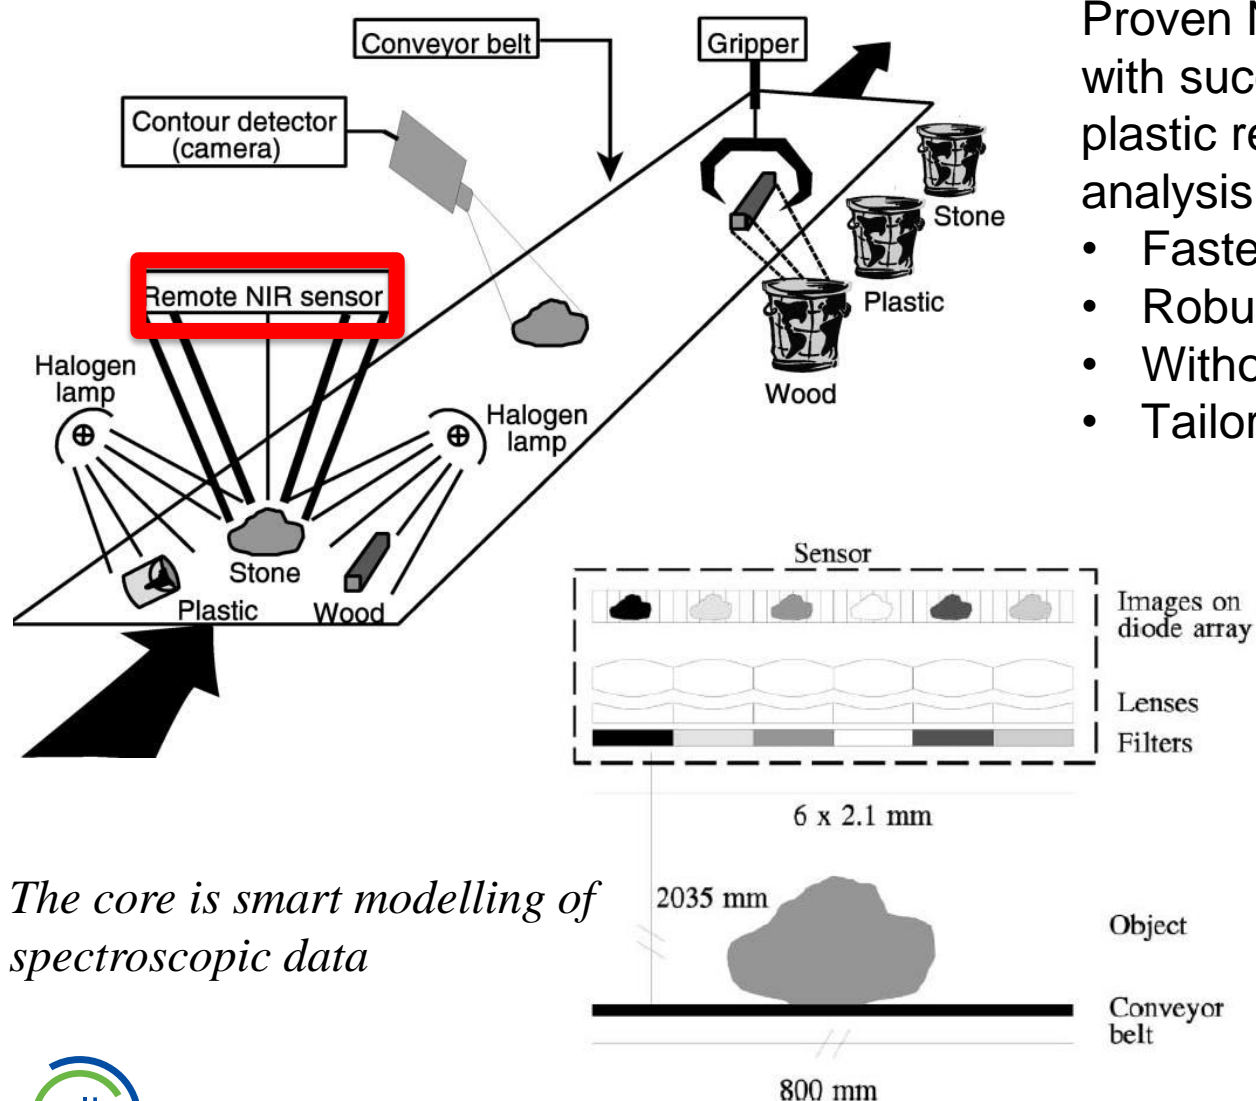 Conveyor belt
Gripper
Contour detector
(camera)
Remote NIR sensor
Halogen
lamp
Halogen
lamp
Stone
Plastic
Wood
Stone
Plastic
Wood
Proven
with
plastic
analysis
•
•
•
•
Sensor
Images on
diode array
Lenses
Filters
6 x 2.1 mm
2035 mm
Object
Conveyor
belt
800 mm
The core is smart modelling of
spectroscopic data